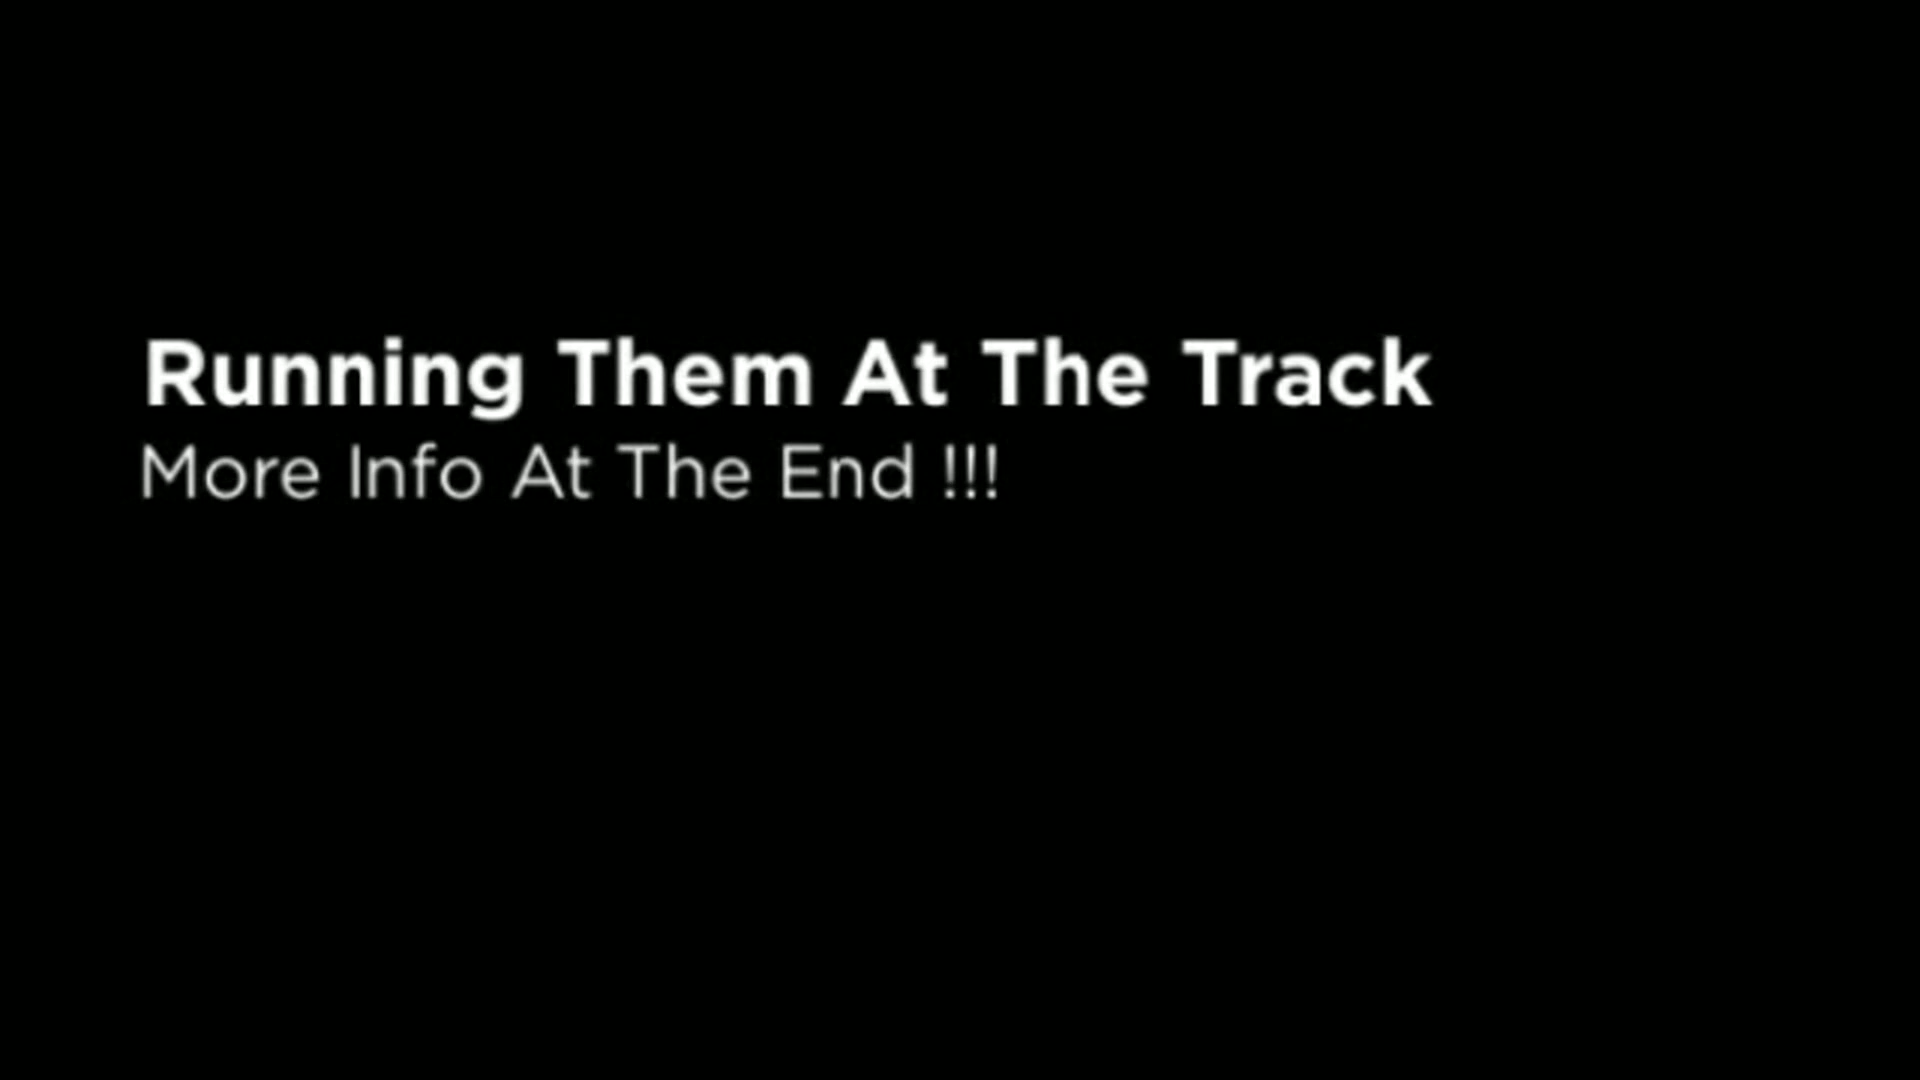 Running Them At The Track
More Info At The End !!!